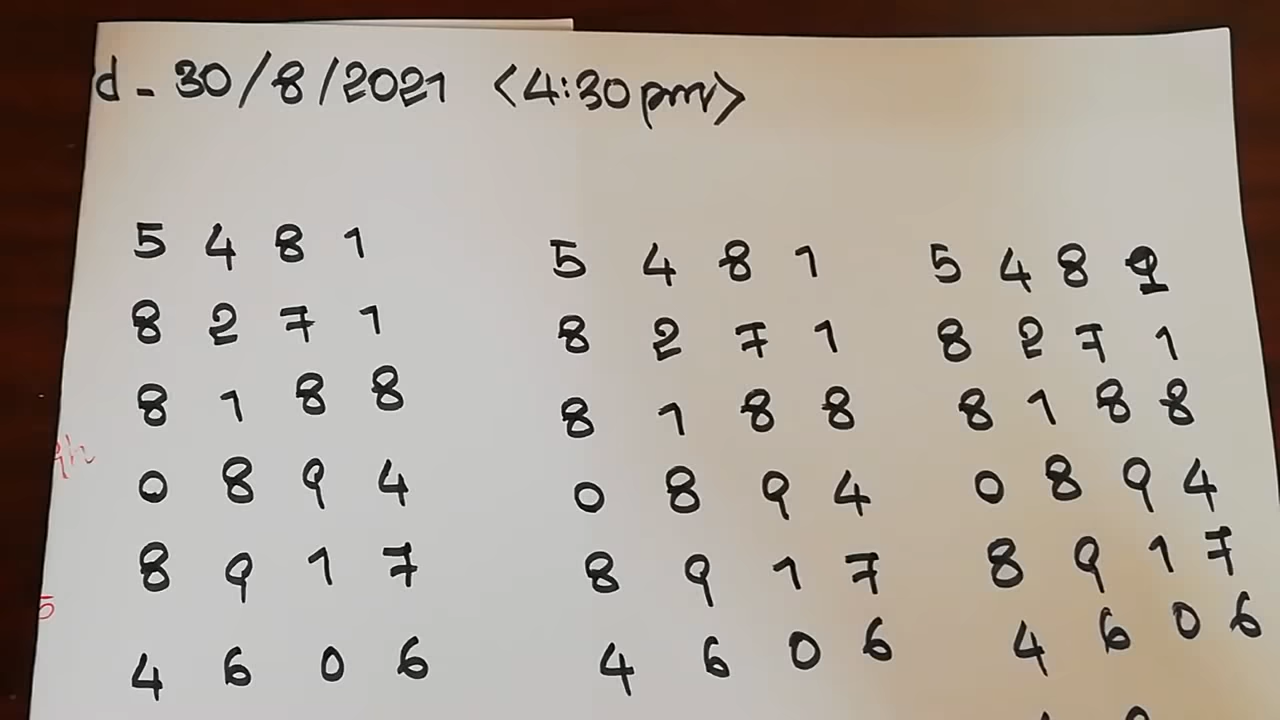 d - 30/8/2021 <4:30pm>
5 4 8 1 5 4 8 1 5 4 8 1
8 2 7 1 8 2 7 1 8 2 7 1
8 1 8 8 8 1 8 8 8 1 8 8
0 8 9 4 0 8 9 4 0 8 9 4
8 9 1 7 8 9 1 7 8 9 1 7
4 6 0 6 4 6 0 6 4 6 0 6